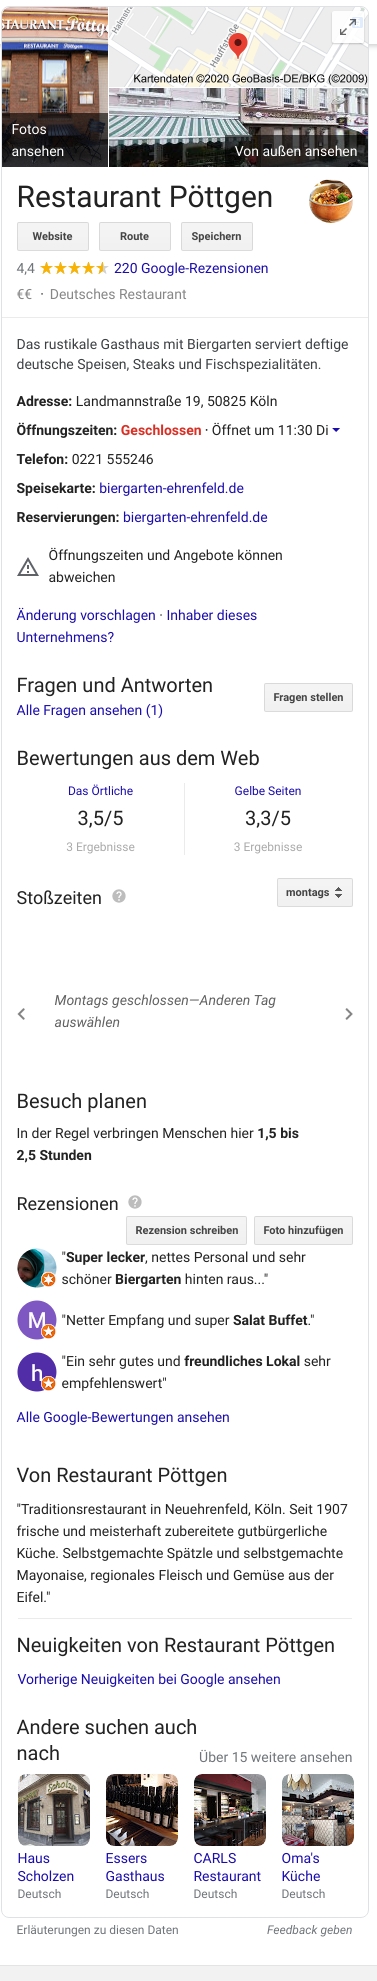 RESTAURANT Pöttgen
Kartendaten ©2020 GeoBasis-DE/BKG (©2009)
Fotos
ansehen
Von außen ansehen
Restaurant Pöttgen
Website
Route
Speichern
4,4 220 Google-Rezensionen
€€ · Deutsches Restaurant
Das rustikale Gasthaus mit Biergarten serviert deftige
deutsche Speisen, Steaks und Fischspezialitäten.
Adresse: Landmannstraße 19, 50825 Köln
Öffnungszeiten: Geschlossen · Öffnet um 11:30 Di
Telefon: 0221 555246
Speisekarte: biergarten-ehrenfeld.de
Reservierungen: biergarten-ehrenfeld.de
Öffnungszeiten und Angebote können
abweichen
Änderung vorschlagen · Inhaber dieses
Unternehmens?
Fragen und Antworten
Alle Fragen ansehen (1)
Fragen stellen
Bewertungen aus dem Web
Das Örtliche
3,5/5
3 Ergebnisse
Gelbe Seiten
3,3/5
3 Ergebnisse
Stoßzeiten
montags
Montags geschlossen—Anderen Tag
auswählen
Besuch planen
In der Regel verbringen Menschen hier 1,5 bis
2,5 Stunden
Rezensionen
Rezension schreiben
Foto hinzufügen
"Super lecker, nettes Personal und sehr
schöner Biergarten hinten raus..."
M
"Netter Empfang und super Salat Buffet."
h
"Ein sehr gutes und freundliches Lokal sehr
empfehlenswert"
Alle Google-Bewertungen ansehen
Von Restaurant Pöttgen
"Traditionsrestaurant in Neuehrenfeld, Köln. Seit 1907
frische und meisterhaft zubereitete gutbürgerliche
Küche. Selbstgemachte Spätzle und selbstgemachte
Mayonaise, regionales Fleisch und Gemüse aus der
Eifel."
Neuigkeiten von Restaurant Pöttgen
Vorherige Neuigkeiten bei Google ansehen
Andere suchen auch
nach
Über 15 weitere ansehen
Haus
Scholzen
Deutsch
Essers
Gasthaus
Deutsch
CARLS
Restaurant
Deutsch
Oma's
Küche
Deutsch
Erläuterungen zu diesen Daten
Feedback geben